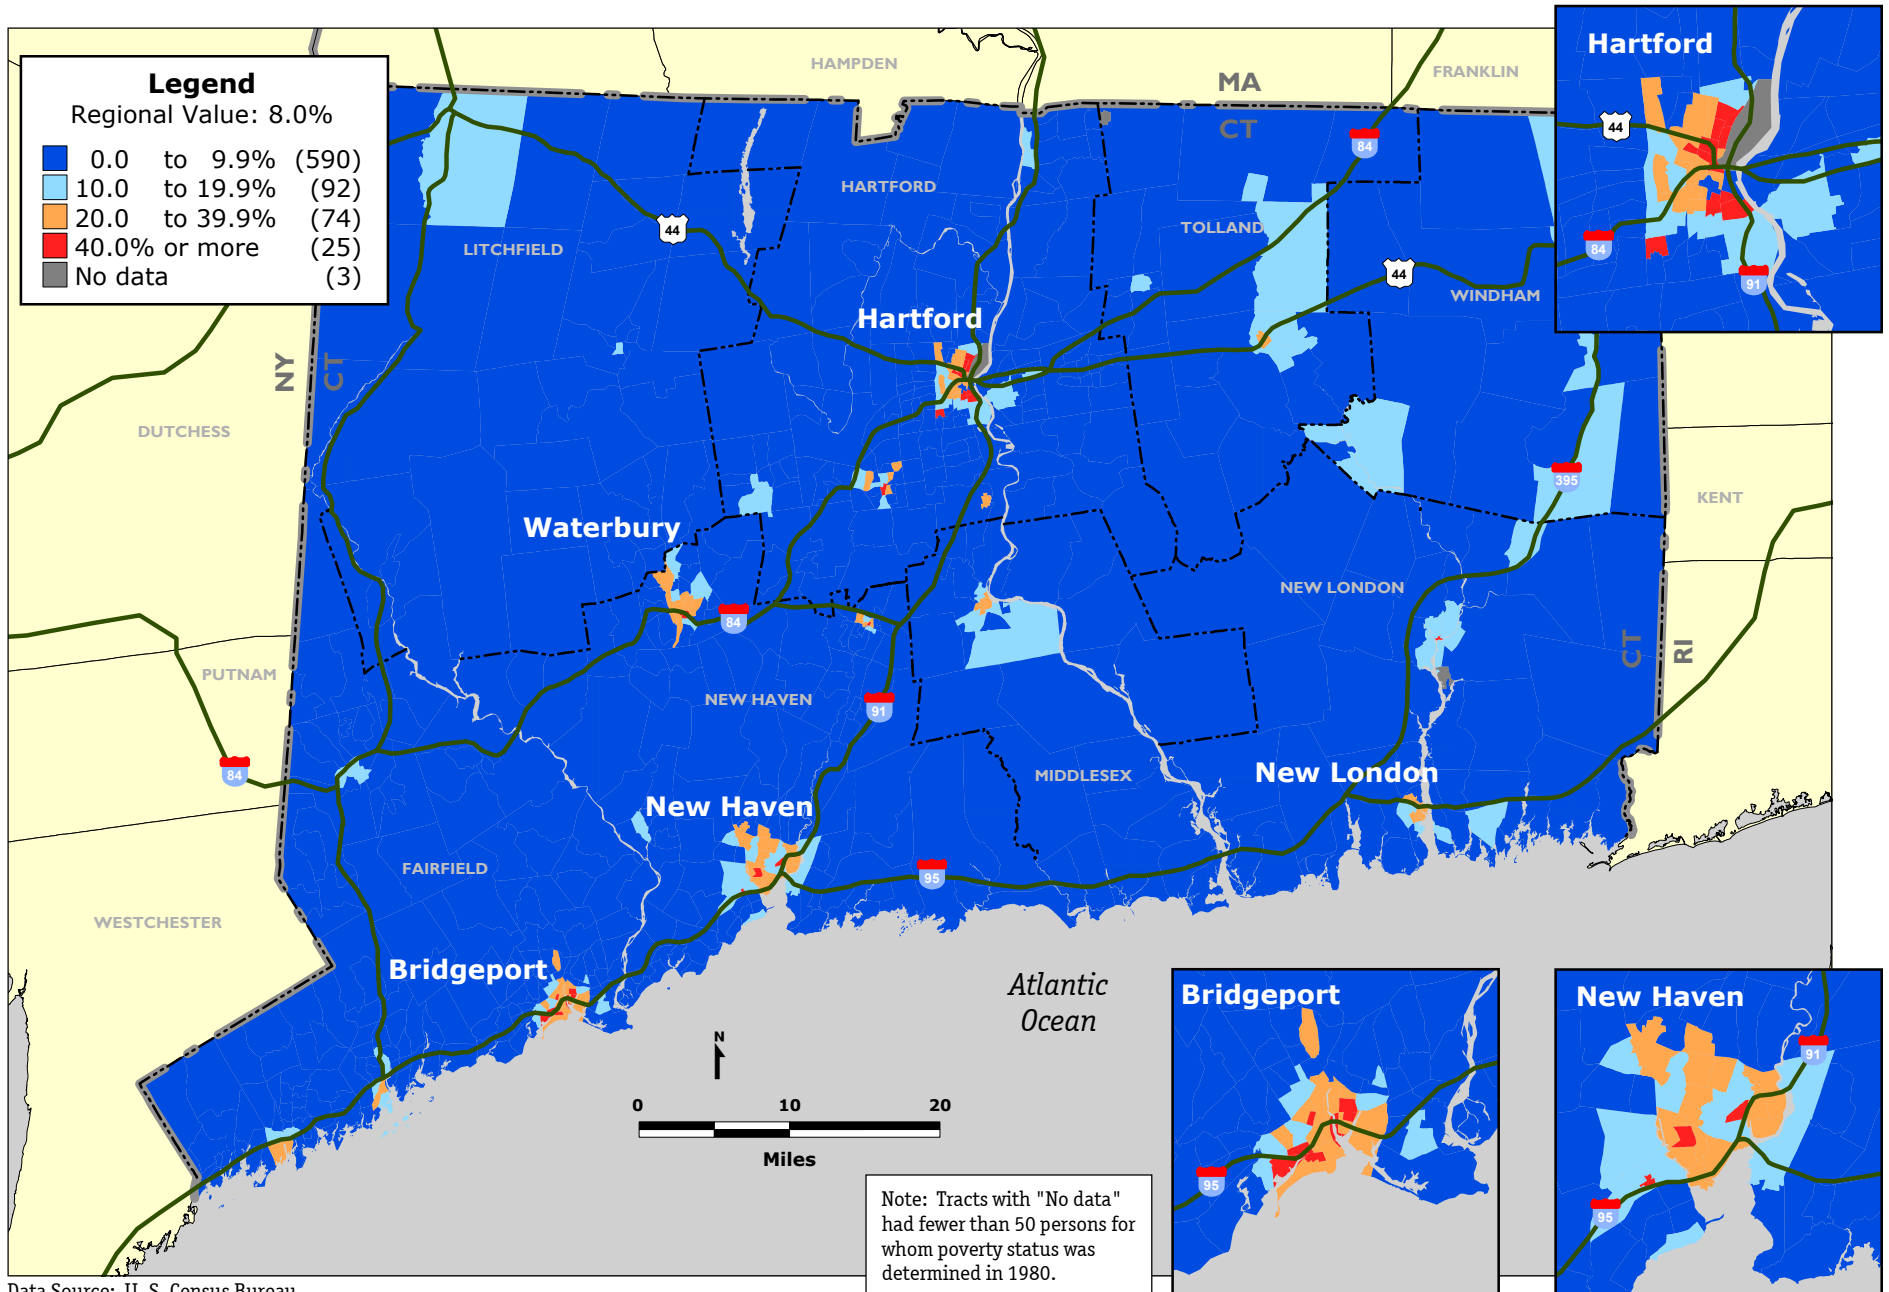 Legend
Regional Value: 8.0%
0.0 to 9.9% (590)
10.0 to 19.9% (92)
20.0 to 39.9% (74)
40.0% or more (25)
No data (3)
HAMPDEN
MA
FRANKLIN
CT
Hartford
44
84
91
84
HARTFORD
TOLLAND
LITCHFIELD
44
44
WINDHAM
Hartford
NY
CT
DUTCHESS
395
KENT
Waterbury
NEW LONDON
84
CT
RI
PUTNAM
NEW HAVEN
91
84
MIDDLESEX
New London
New Haven
FAIRFIELD
95
WESTCHESTER
Bridgeport
Atlantic
Ocean
N
0 10 20
Miles
Bridgeport
95
New Haven
91
95
Note: Tracts with "No data"
had fewer than 50 persons for
whom poverty status was
determined in 1980.
Data Source: U. S. Census Bureau